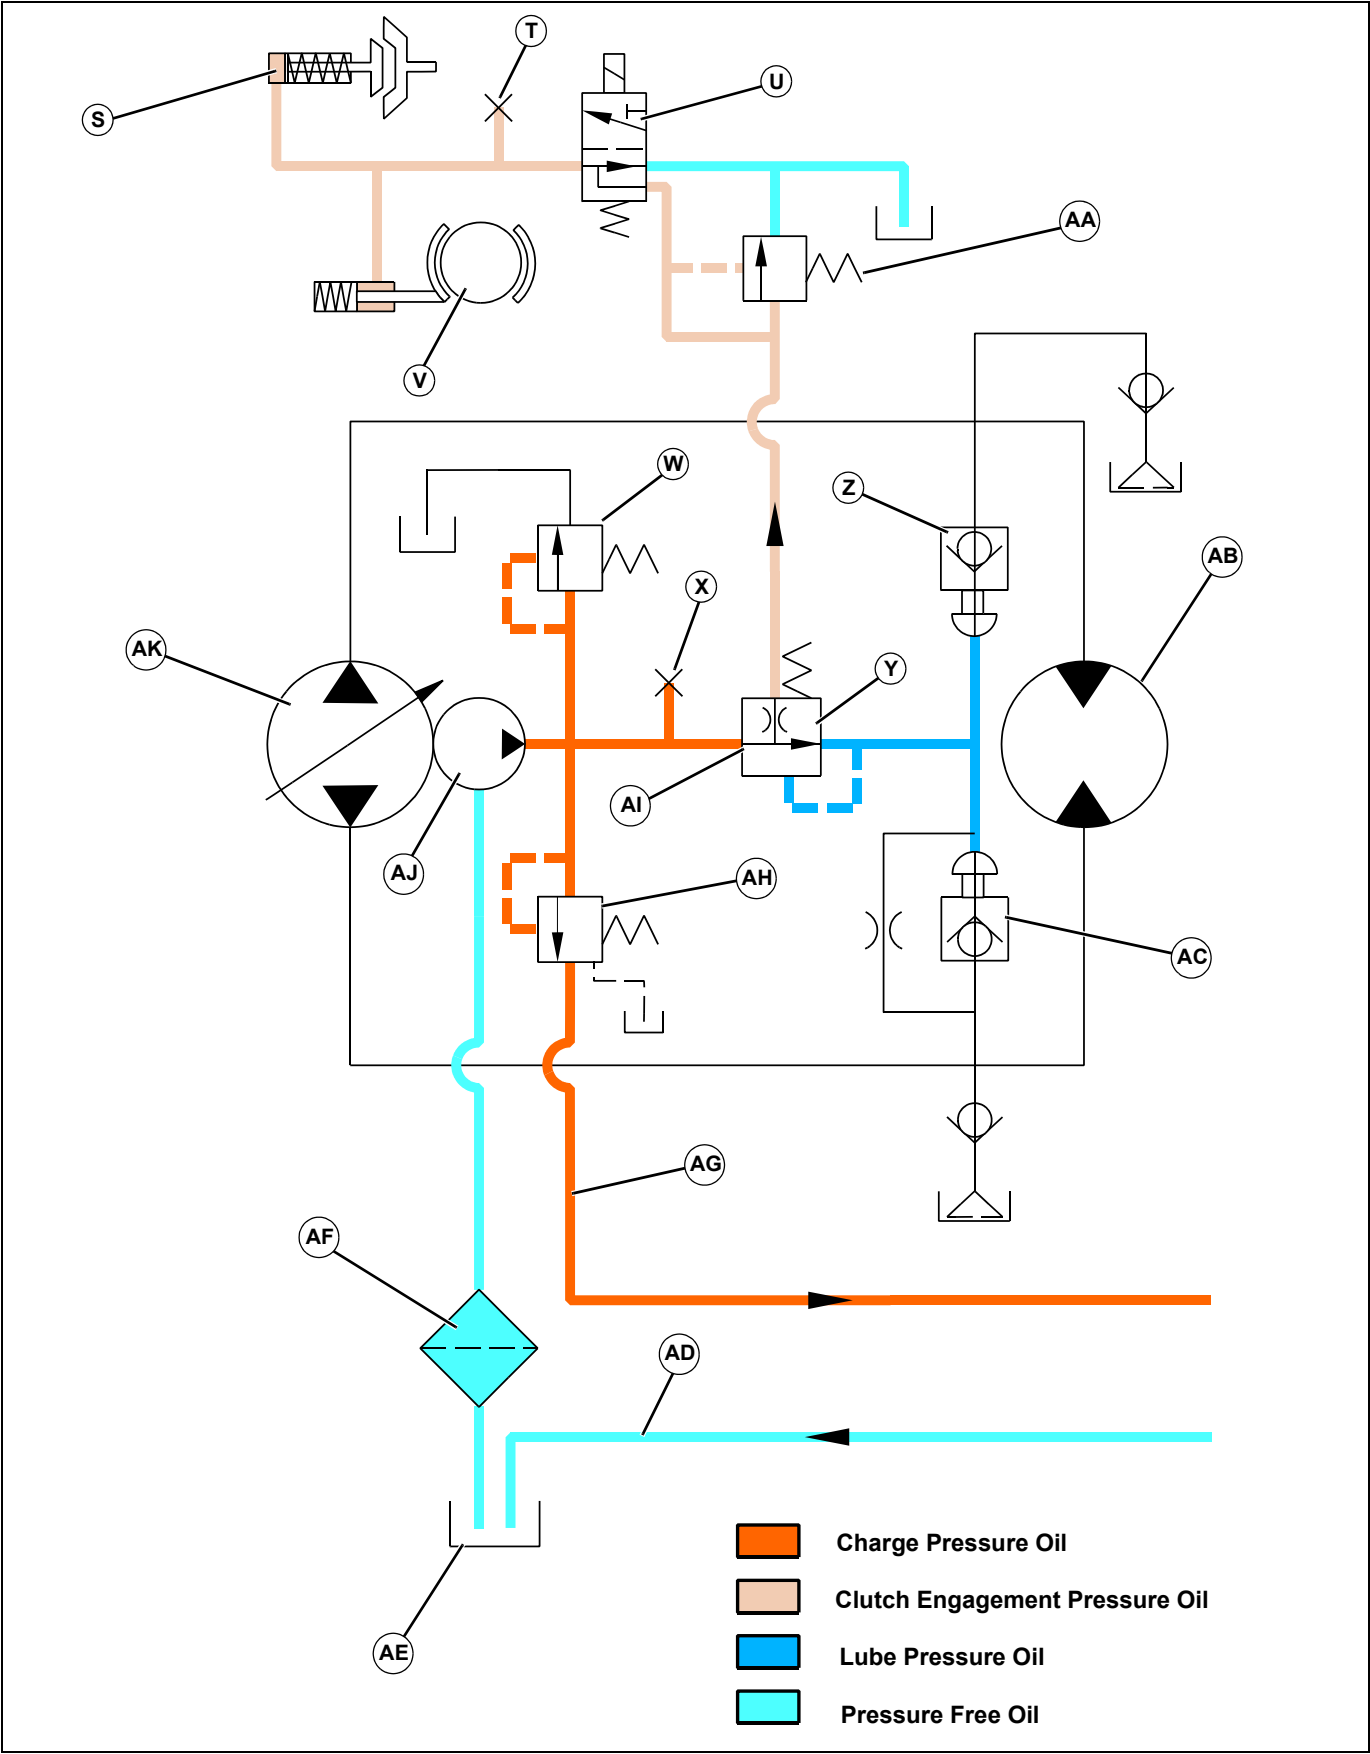 T
U
S
AA
V
W
Z
X
AB
AK
Y
AI
AJ
AH
AC
AG
AF
AD
Charge Pressure Oil
Clutch Engagement Pressure Oil
AE
Lube Pressure Oil
Pressure Free Oil